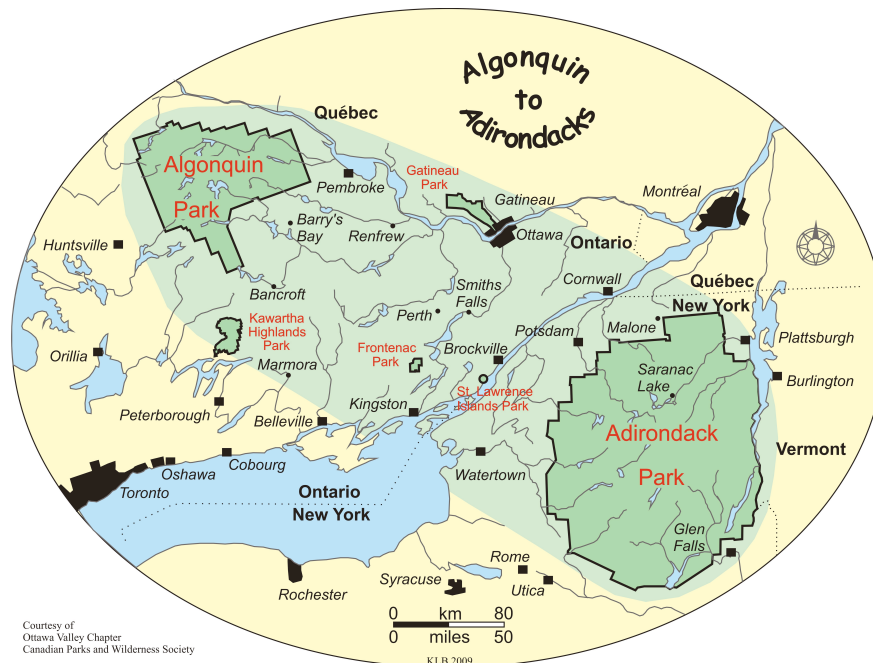 Algonquin
to
Adirondacks
Québec
Algonquin
Park
Gatineau
Park
Pembroke
Gatineau
Montréal
Barry's
Bay
Renfrew
Ottawa
Ontario
Huntsville
Québec
New York
Cornwall
Smiths
Falls
Bancroft
Perth
Kawartha
Highlands
Park
Potsdam
Malone
Plattsburgh
Frontenac
Park
Brockville
Orillia
Marmora
Saranac
Lake
Burlington
St. Lawrence
Islands Park
Peterborough
Kingston
Belleville
Adirondack
Park
Vermont
Cobourg
Oshawa
Toronto
Watertown
Ontario
New York
Glen
Falls
Rome
Utica
Syracuse
Rochester
0 km 80
0 miles 50
Courtesy of
Ottawa Valley Chapter
Canadian Parks and Wilderness Society
KLB 2009